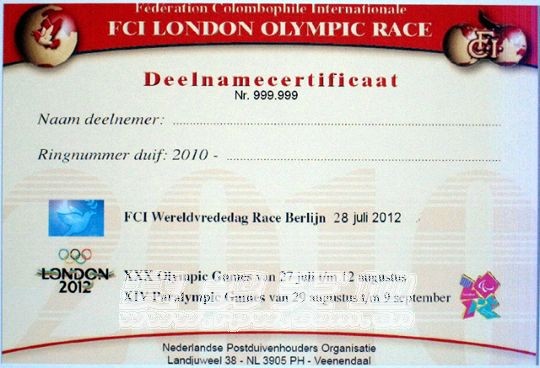 Fédération Colombophile Internationale
FCI LONDON OLYMPIC RACE
FCI
Deelnamecertificaat
Nr. 999.999
Naam deelnemer:
Ringnummer duif: 2010 -
2010
FCI Wereldvrededag Race Berlijn 28 juli 2012
LONDON
2012
XXX Olympic Games van 27 juli t/m 12 augustus
XIV Paralympic Games van 29 augustus t/m 9 september
Nederlandse Postduivenhouders Organisatie
Landjuweel 38 - NL 3905 PH - Veenendaal